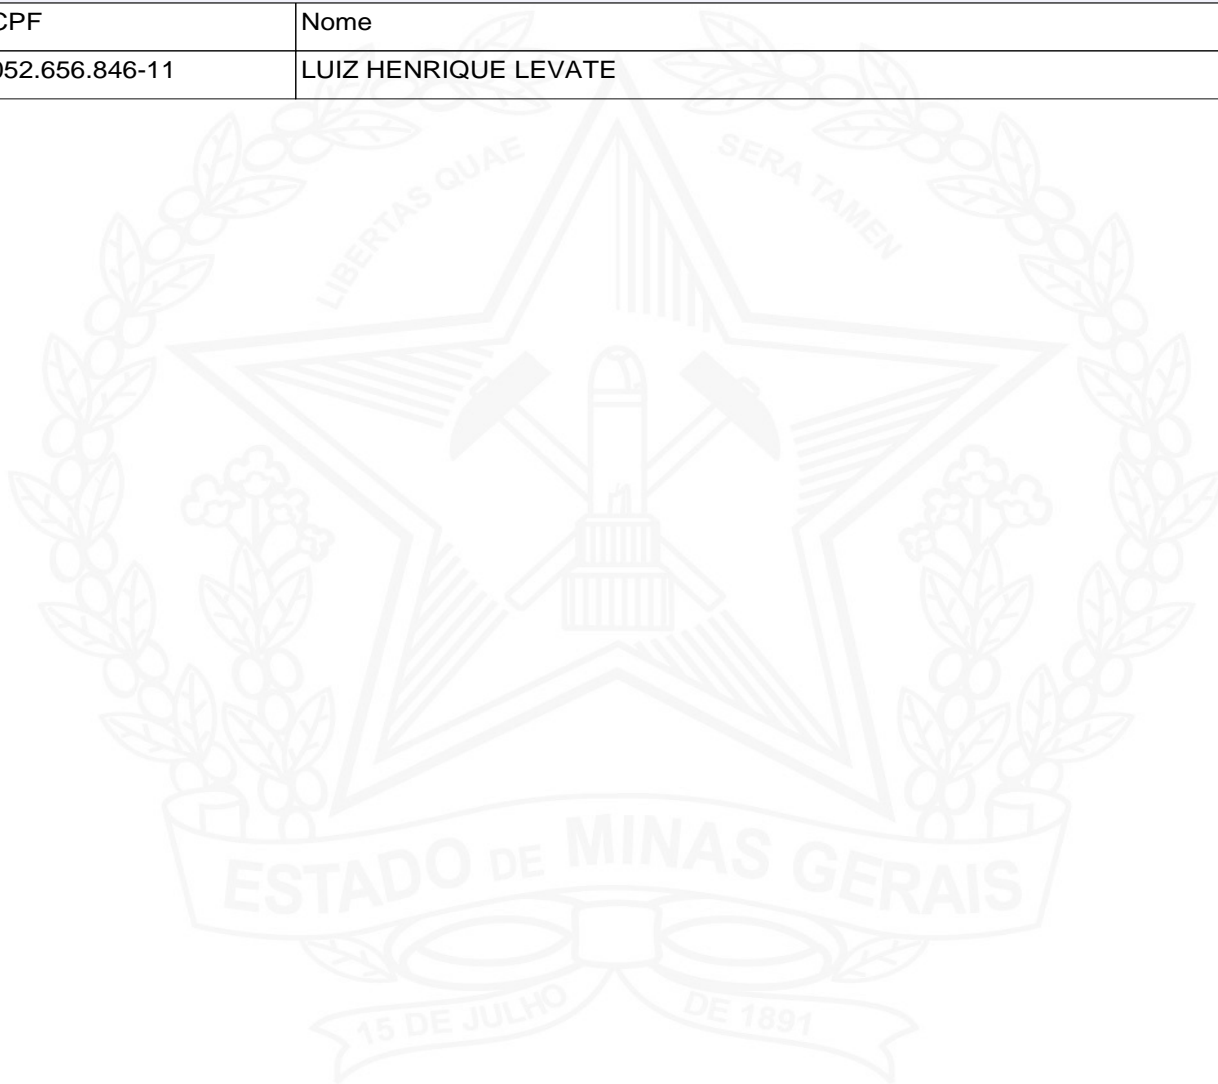 CPF Nome
052.656.846-11 LUIZ HENRIQUE LEVATE
LIBERTAS QUAE SERA TAMEN
ESTADO DE MINAS GERAIS
15 DE JULHO DE 1891